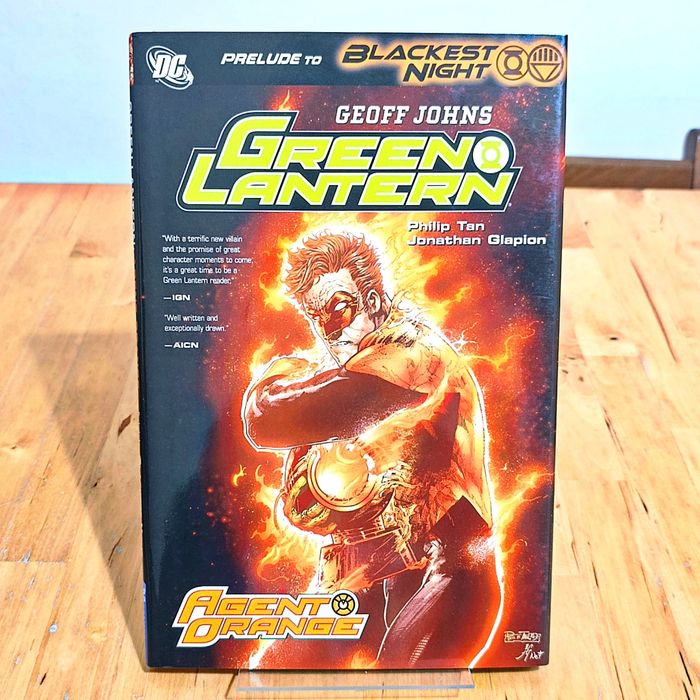 DC
PRELUDE TO
BLACKEST
NIGHT
GEOFF JOHNS
GREEN
LANTERN
Philip Tan
Jonathan Glapion
"With a terrific new villain
and the promise of great
character moments to come,
it's a great time to be a
Green Lantern reader."
—IGN
"Well written and
exceptionally drawn."
—AICN
AGENT
ORANGE